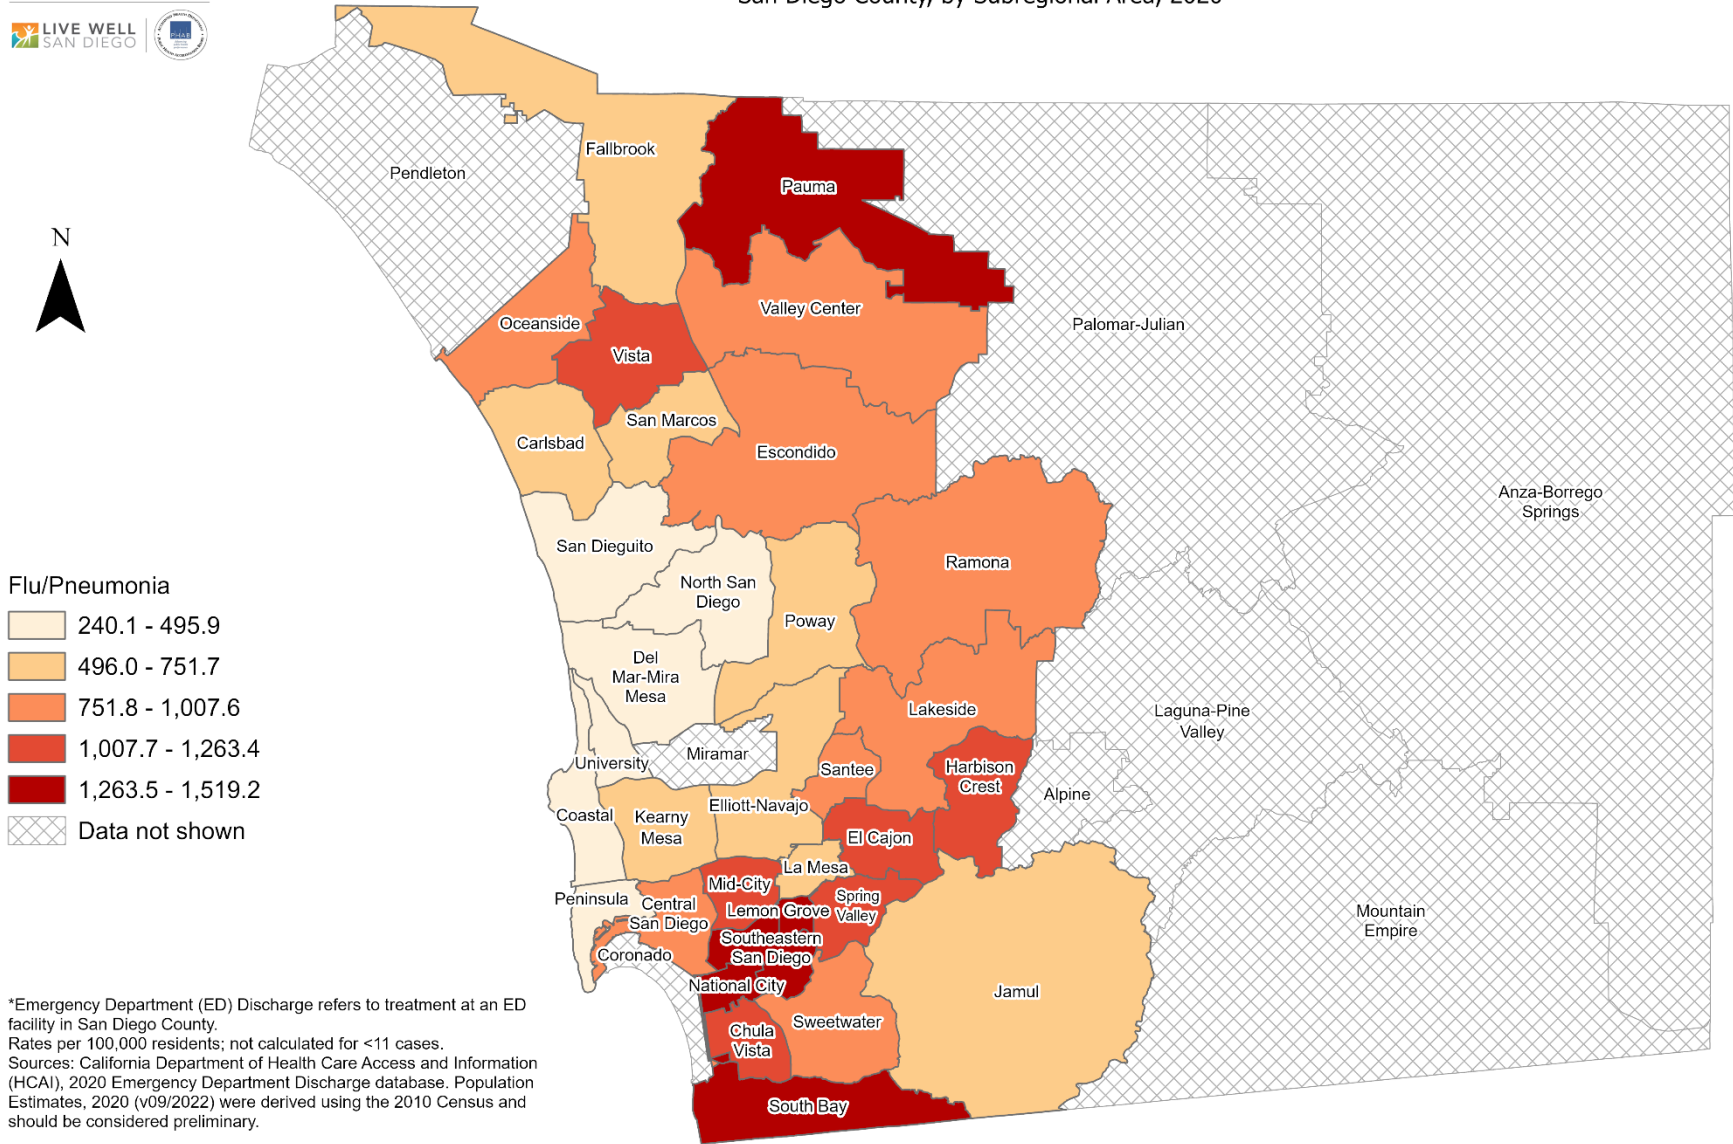 San Diego County, by Subregional Area, 2020
LIVE WELL
SAN DIEGO
PHAB
N
Fallbrook
Pendleton
Pauma
Valley Center
Oceanside
Palomar-Julian
Vista
San Marcos
Carlsbad
Escondido
Anza-Borrego
Springs
San Dieguito
Ramona
North San
Diego
Poway
Del
Mar-Mira
Mesa
Lakeside
Laguna-Pine
Valley
Miramar
University
Santee
Harbison
Crest
Alpine
Elliott-Navajo
Coastal
Kearny
Mesa
El Cajon
La Mesa
Mid-City
Peninsula
Central
San Diego
Lemon Grove
Spring
Valley
Mountain
Empire
Southeastern
San Diego
Coronado
National City
Jamul
Sweetwater
Chula
Vista
South Bay
Flu/Pneumonia
240.1 - 495.9
496.0 - 751.7
751.8 - 1,007.6
1,007.7 - 1,263.4
1,263.5 - 1,519.2
Data not shown
*Emergency Department (ED) Discharge refers to treatment at an ED
facility in San Diego County.
Rates per 100,000 residents; not calculated for <11 cases.
Sources: California Department of Health Care Access and Information
(HCAI), 2020 Emergency Department Discharge database. Population
Estimates, 2020 (v09/2022) were derived using the 2010 Census and
should be considered preliminary.